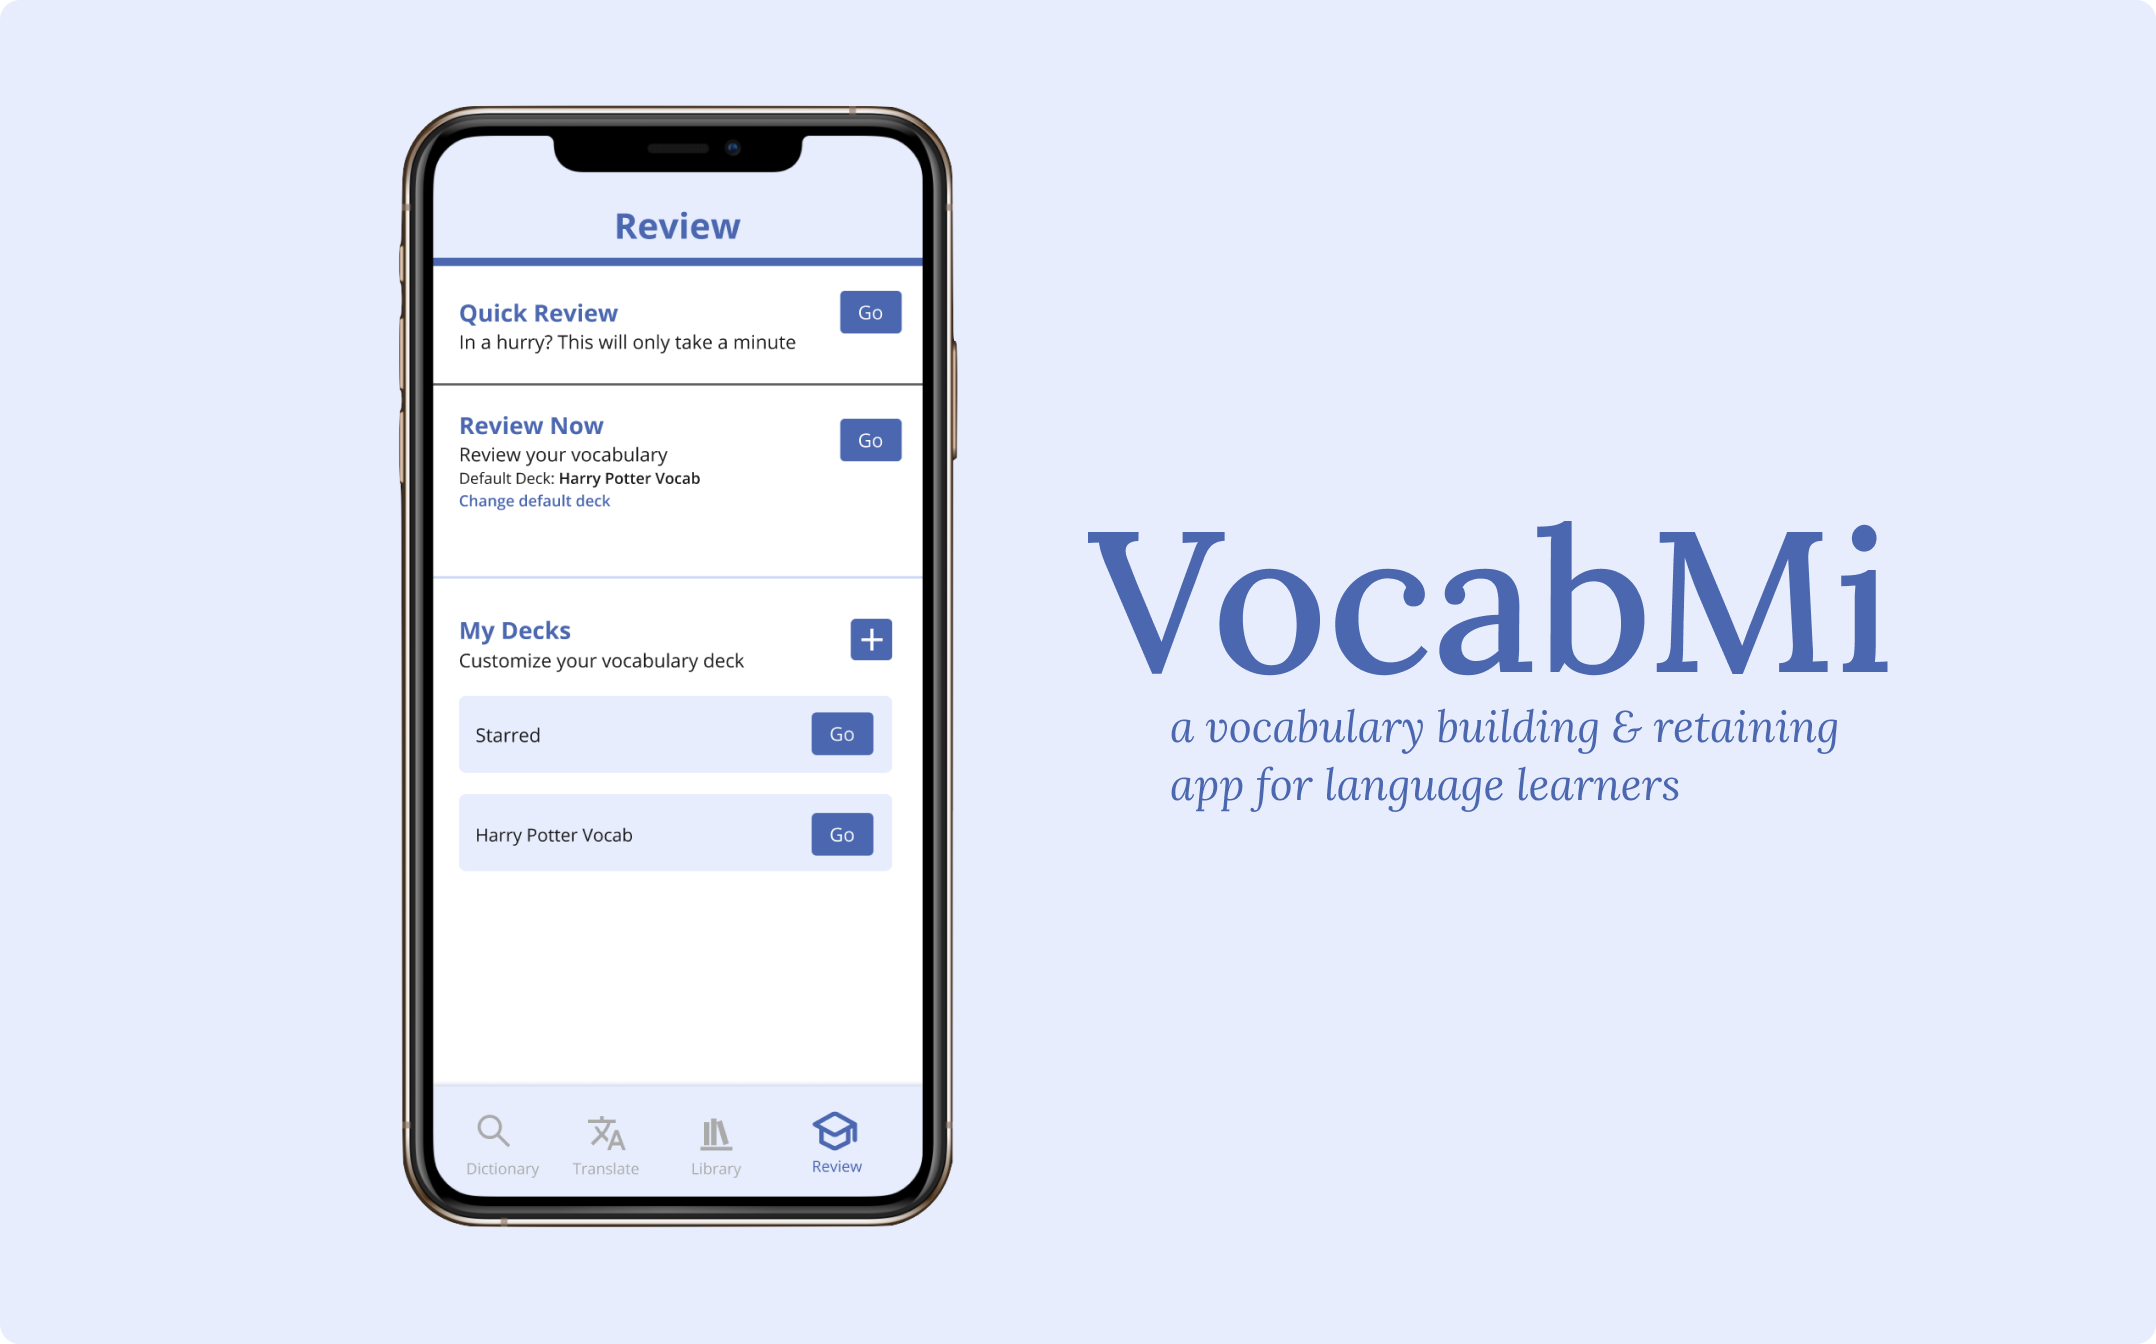 Review
Quick Review
Go
In a hurry? This will only take a minute
Review Now
Go
Review your vocabulary
Default Deck: Harry Potter Vocab
Change default deck
My Decks
Customize your vocabulary deck
Starred
Go
Harry Potter Vocab
Go
Dictionary
Translate
Library
Review
VocabMi
a vocabulary building & retaining
app for language learners